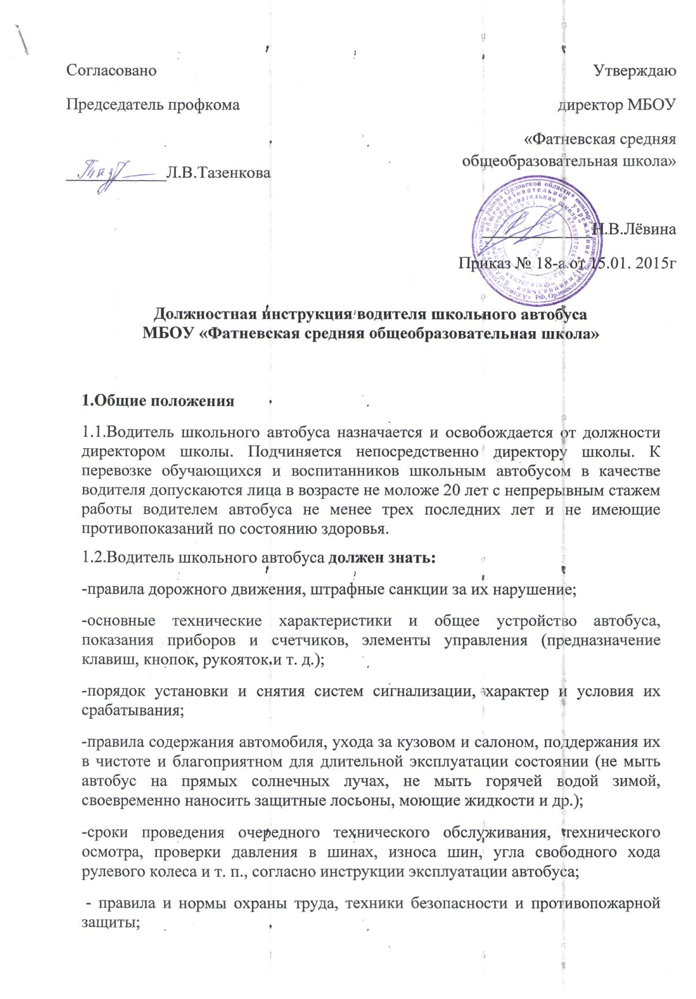 Согласовано
Утверждаю
Председатель профкома
директор МБОУ
«Фатневская средняя
общеобразовательная школа»
Л.В.Тазенкова
Н.В.Лёвина
Приказ № 18-а от 15.01. 2015г
Должностная инструкция водителя школьного автобуса
МБОУ «Фатневская средняя общеобразовательная школа»
1.Общие положения
1.1.Водитель школьного автобуса назначается и освобождается от должности
директором школы. Подчиняется непосредственно директору школы. К
перевозке обучающихся и воспитанников школьным автобусом в качестве
водителя допускаются лица в возрасте не моложе 20 лет с непрерывным стажем
работы водителем автобуса не менее трех последних лет и не имеющие
противопоказаний по состоянию здоровья.
1.2.Водитель школьного автобуса должен знать:
-правила дорожного движения, штрафные санкции за их нарушение;
-основные технические характеристики и общее устройство автобуса,
показания приборов и счетчиков, элементы управления (предназначение
клавиш, кнопок, рукояток и т. д.);
-порядок установки и снятия систем сигнализации, характер и условия их
срабатывания;
-правила содержания автомобиля, ухода за кузовом и салоном, поддержания их
в чистоте и благоприятном для длительной эксплуатации состоянии (не мыть
автобус на прямых солнечных лучах, не мыть горячей водой зимой,
своевременно наносить защитные лосьоны, моющие жидкости и др.);
-сроки проведения очередного технического обслуживания, технического
осмотра, проверки давления в шинах, износа шин, угла свободного хода
рулевого колеса и т. п., согласно инструкции эксплуатации автобуса;
- правила и нормы охраны труда, техники безопасности и противопожарной
защиты;